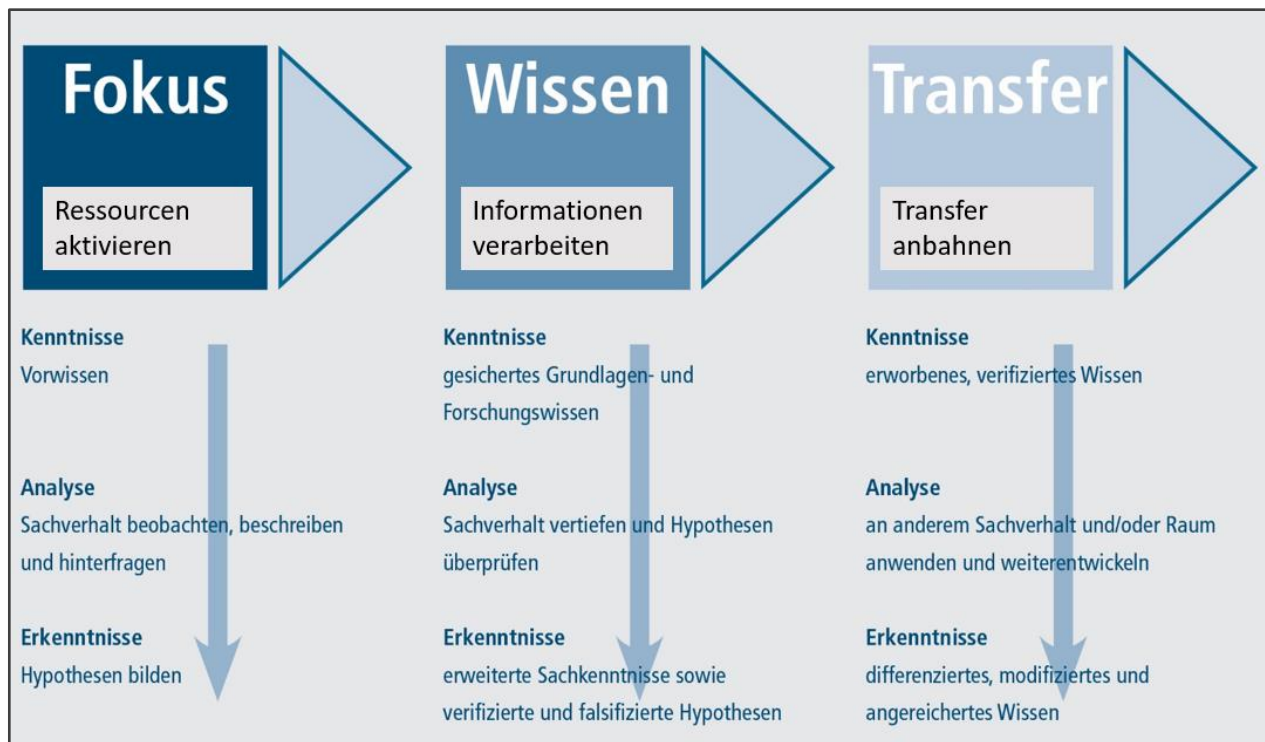 Fokus
Ressourcen
aktivieren
Kenntnisse
Vorwissen
Analyse
Sachverhalt beobachten, beschreiben
und hinterfragen
Erkenntnisse
Hypothesen bilden
Wissen
Informationen
verarbeiten
Kenntnisse
gesichertes Grundlagen- und
Forschungswissen
Analyse
Sachverhalt vertiefen und Hypothesen
überprüfen
Erkenntnisse
erweiterte Sachkenntnisse sowie
verifizierte und falsifizierte Hypothesen
Transfer
Transfer
anbahnen
Kenntnisse
erworbenes, verifiziertes Wissen
Analyse
an anderem Sachverhalt und/oder Raum
anwenden und weiterentwickeln
Erkenntnisse
differenziertes, modifiziertes und
angereichertes Wissen